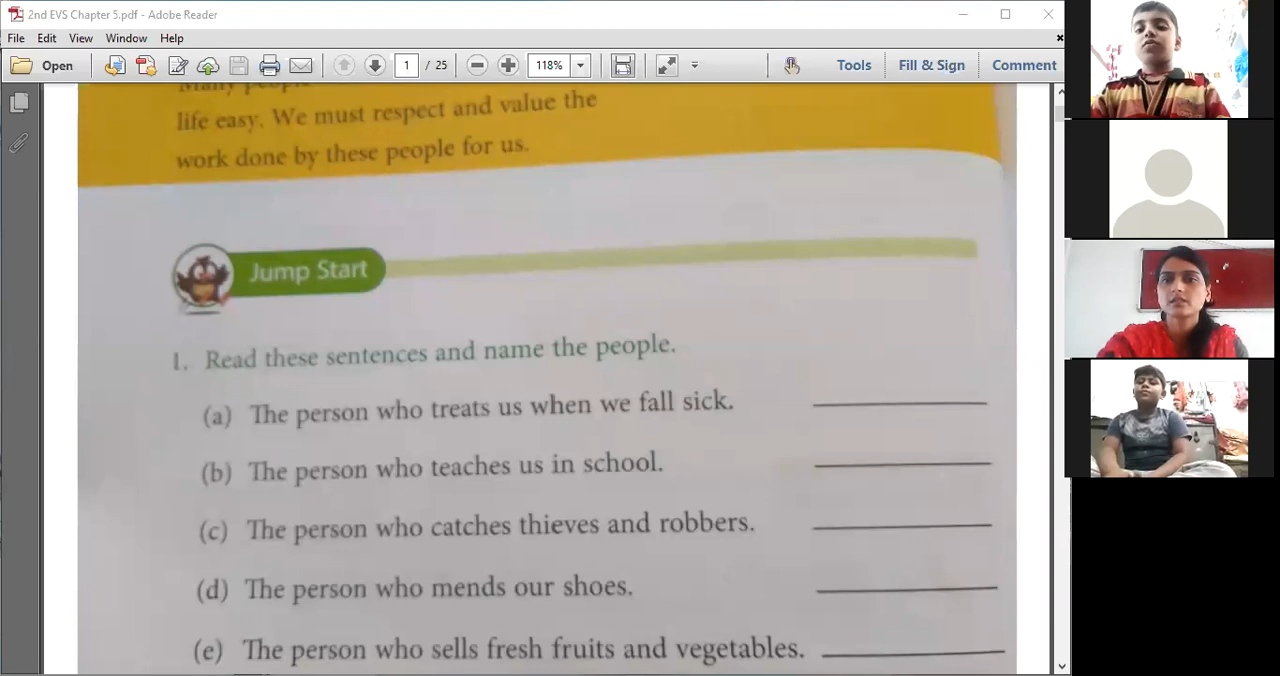 2nd EVS Chapter 5.pdf - Adobe Reader
File Edit View Window Help
Open 1 / 25 118% Tools Fill & Sign Comment
Many people
life easy. We must respect and value the
work done by these people for us.
Jump Start
1. Read these sentences and name the people.
(a) The person who treats us when we fall sick.
(b) The person who teaches us in school.
(c) The person who catches thieves and robbers.
(d) The person who mends our shoes.
(e) The person who sells fresh fruits and vegetables.